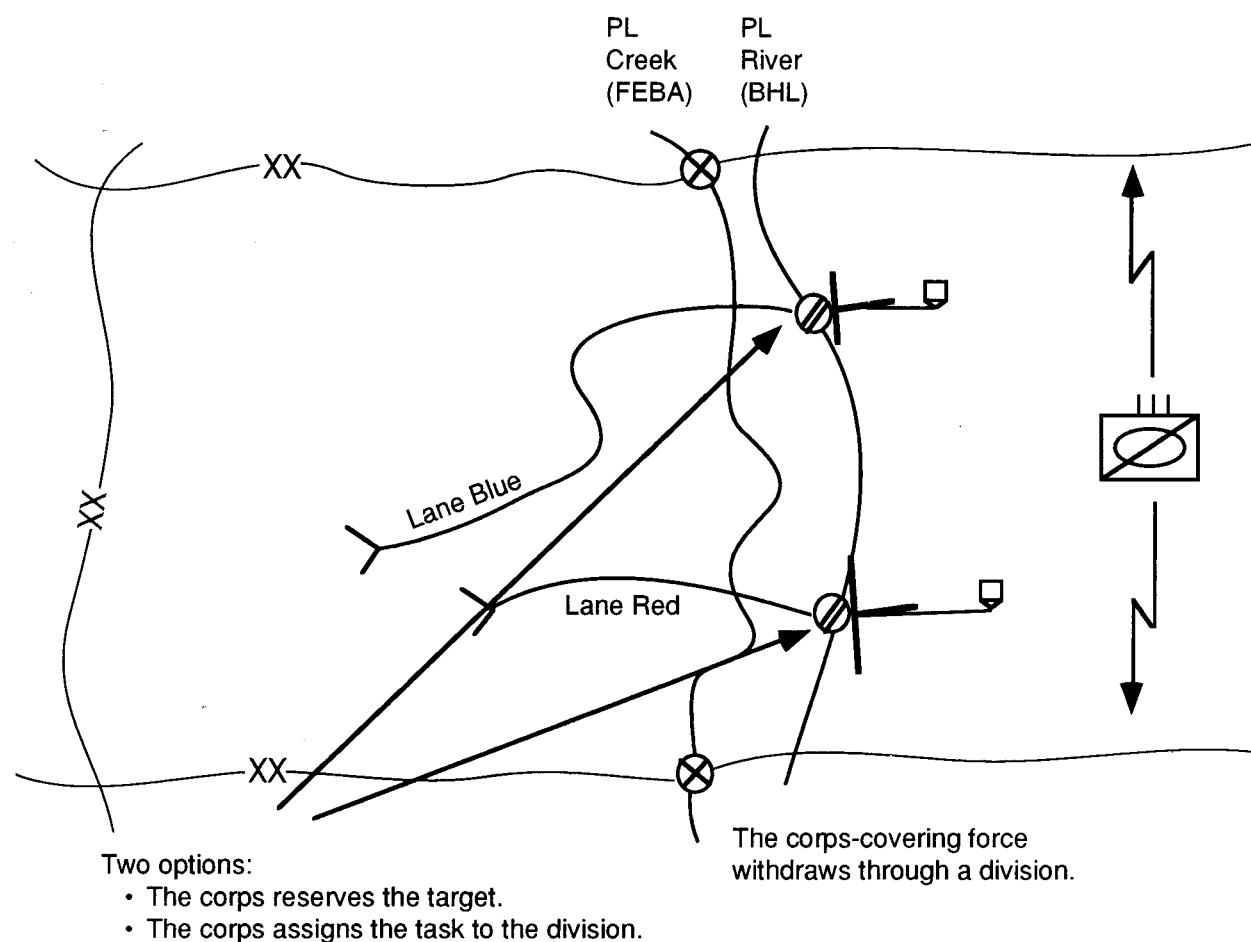 PL
Creek
(FEBA)
PL
River
(BHL)
XX
XX
Lane Blue
Lane Red
XX
The corps-covering force
withdraws through a division.
Two options:
• The corps reserves the target.
• The corps assigns the task to the division.